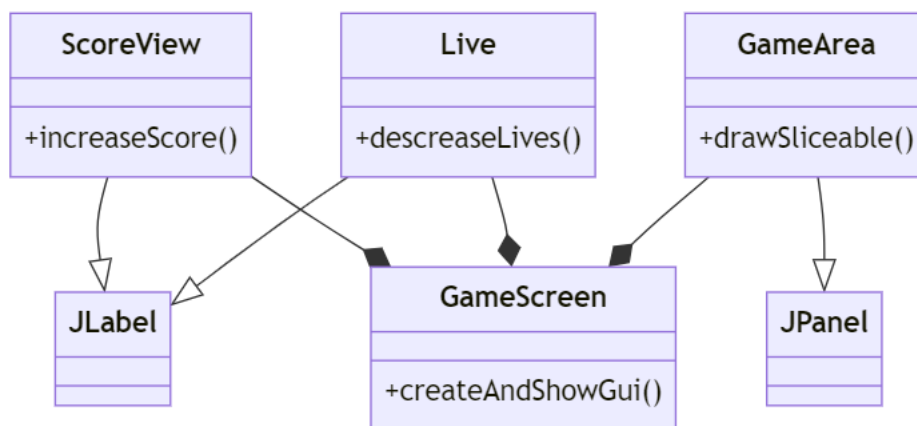 ScoreView
+increaseScore()
Live
+descreaseLives()
GameArea
+drawSliceable()
JLabel
GameScreen
+createAndShowGui()
JPanel